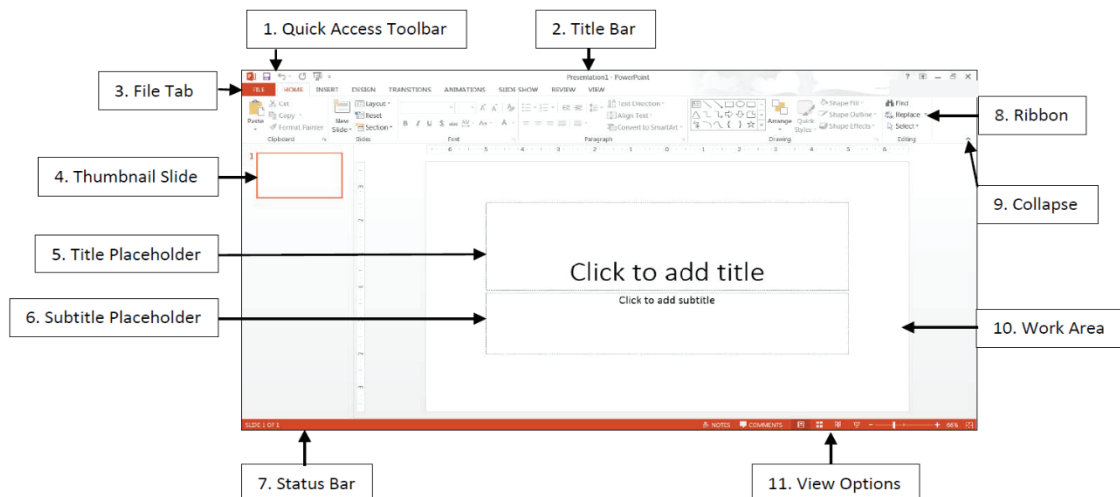 1. Quick Access Toolbar
2. Title Bar
3. File Tab
4. Thumbnail Slide
5. Title Placeholder
6. Subtitle Placeholder
7. Status Bar
8. Ribbon
9. Collapse
10. Work Area
11. View Options
Presentation1 - PowerPoint
FILE HOME INSERT DESIGN TRANSITIONS ANIMATIONS SLIDE SHOW REVIEW VIEW
Paste
Cut
Copy
Format Painter
Clipboard
New
Slide
Layout
Reset
Section
Slides
Font
Text Direction
Align Text
Convert to SmartArt
Paragraph
Arrange
Quick
Styles
Shape Fill
Shape Outline
Shape Effects
Drawing
Find
Replace
Select
Editing
1
Click to add title
Click to add subtitle
SLIDE 1 OF 1
NOTES COMMENTS 66%